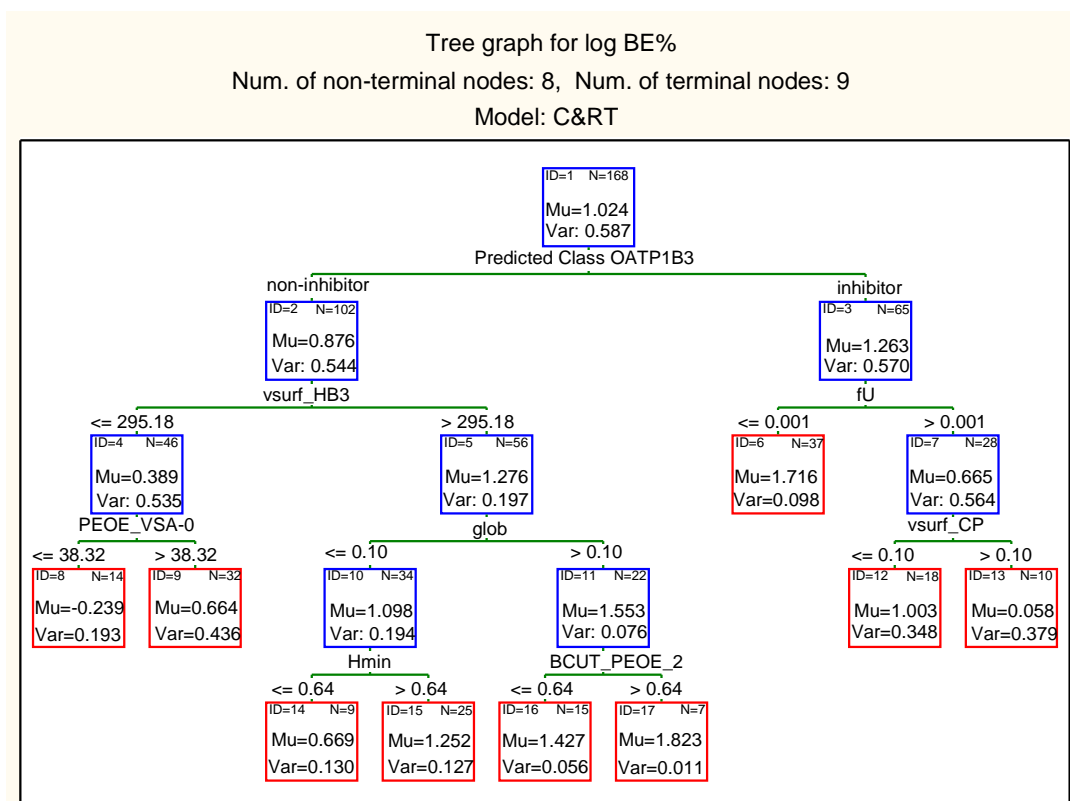 Tree graph for log BE%
Num. of non-terminal nodes: 8,  Num. of terminal nodes: 9
Model: C&RT
ID=1 N=168
Mu=1.024
Var: 0.587
Predicted Class OATP1B3
non-inhibitor inhibitor
ID=2 N=102 ID=3 N=65
Mu=0.876 Mu=1.263
Var: 0.544 Var: 0.570
vsurf_HB3 fU
<= 295.18 > 295.18 <= 0.001 > 0.001
ID=4 N=46 ID=5 N=56 ID=6 N=37 ID=7 N=28
Mu=0.389 Mu=1.276 Mu=1.716 Mu=0.665
Var: 0.535 Var: 0.197 Var=0.098 Var: 0.564
PEOE_VSA-0 glob vsurf_CP
<= 38.32 > 38.32 <= 0.10 > 0.10 <= 0.10 > 0.10
ID=8 N=14 ID=9 N=32 ID=10 N=34 ID=11 N=22 ID=12 N=18 ID=13 N=10
Mu=-0.239 Mu=0.664 Mu=1.098 Mu=1.553 Mu=1.003 Mu=0.058
Var=0.193 Var=0.436 Var: 0.194 Var: 0.076 Var=0.348 Var=0.379
Hmin BCUT_PEOE_2
<= 0.64 > 0.64 <= 0.64 > 0.64
ID=14 N=9 ID=15 N=25 ID=16 N=15 ID=17 N=7
Mu=0.669 Mu=1.252 Mu=1.427 Mu=1.823
Var=0.130 Var=0.127 Var=0.056 Var=0.011